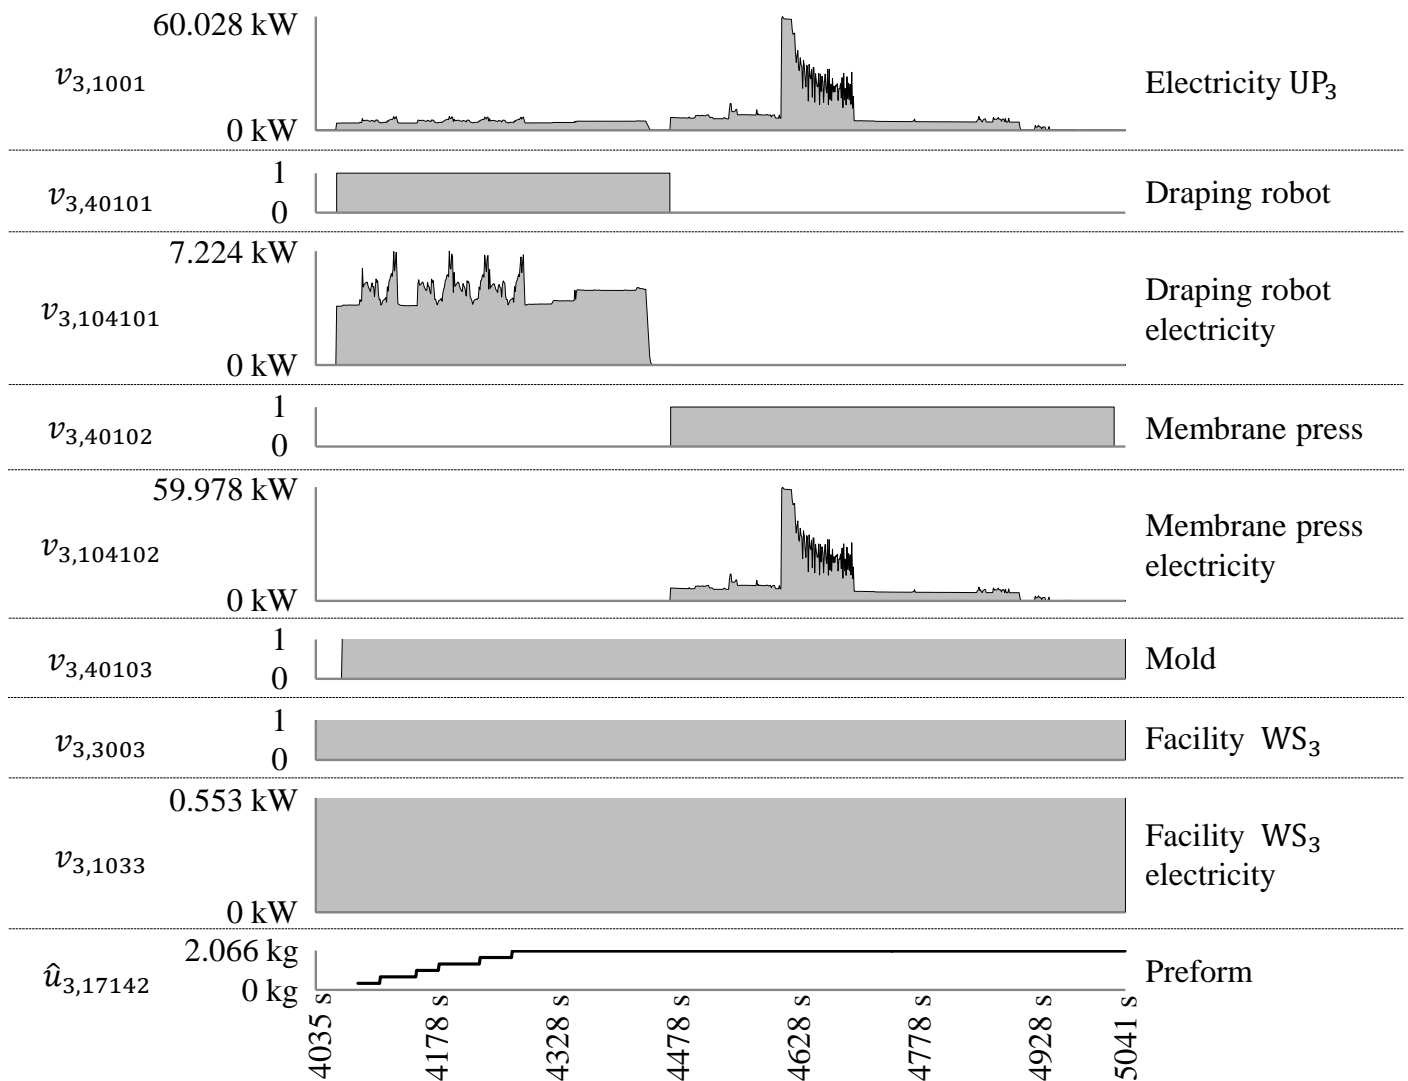 60.028 kW
v3,1001
Electricity UP3
0 kW
1
v3,40101
Draping robot
0
7.224 kW
v3,104101
Draping robot
electricity
0 kW
1
v3,40102
Membrane press
0
59.978 kW
v3,104102
Membrane press
electricity
0 kW
1
v3,40103
Mold
0
1
v3,3003
Facility WS3
0
0.553 kW
v3,1033
Facility WS3
electricity
0 kW
2.066 kg
û3,17142
Preform
0 kg
4035 s
4178 s
4328 s
4478 s
4628 s
4778 s
4928 s
5041 s